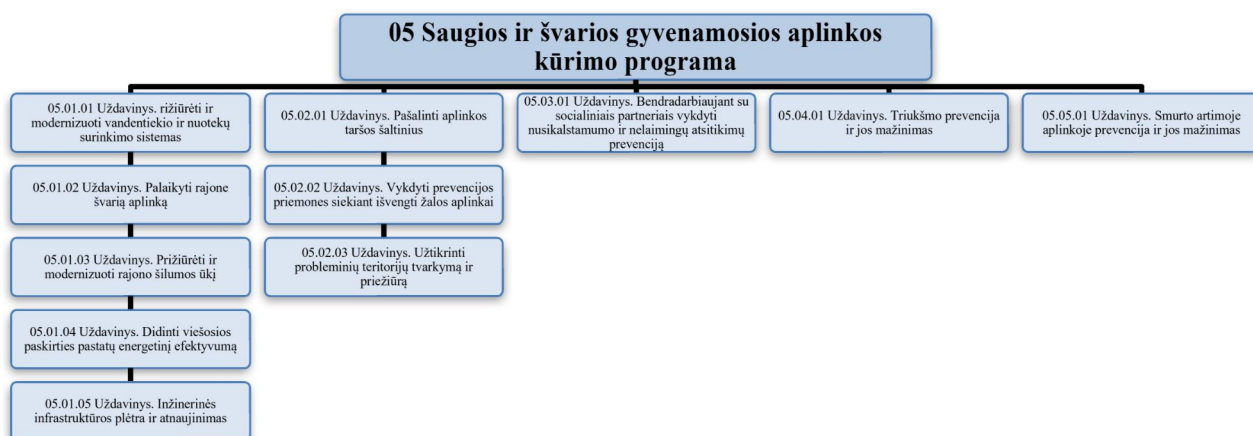 05 Saugios ir švarios gyvenamosios aplinkos
kūrimo programa
05.01.01 Uždavinys. rižiūrėti ir
modernizuoti vandentiekio ir nuotekų
surinkimo sistemas
05.01.02 Uždavinys. Palaikyti rajone
švarią aplinką
05.01.03 Uždavinys. Prižiūrėti ir
modernizuoti rajono šilumos ūkį
05.01.04 Uždavinys. Didinti viešosios
paskirties pastatų energetinį efektyvumą
05.01.05 Uždavinys. Inžinerinės
infrastruktūros plėtra ir atnaujinimas
05.02.01 Uždavinys. Pašalinti aplinkos
taršos šaltinius
05.02.02 Uždavinys. Vykdyti prevencijos
priemones siekiant išvengti žalos aplinkai
05.02.03 Uždavinys. Užtikrinti
probleminių teritorijų tvarkymą ir
priežiūrą
05.03.01 Uždavinys. Bendradarbiaujant su
socialiniais partneriais vykdyti
nusikalstamumo ir nelaimingų atsitikimų
prevenciją
05.04.01 Uždavinys. Triukšmo prevencija
ir jos mažinimas
05.05.01 Uždavinys. Smurto artimoje
aplinkoje prevencija ir jos mažinimas